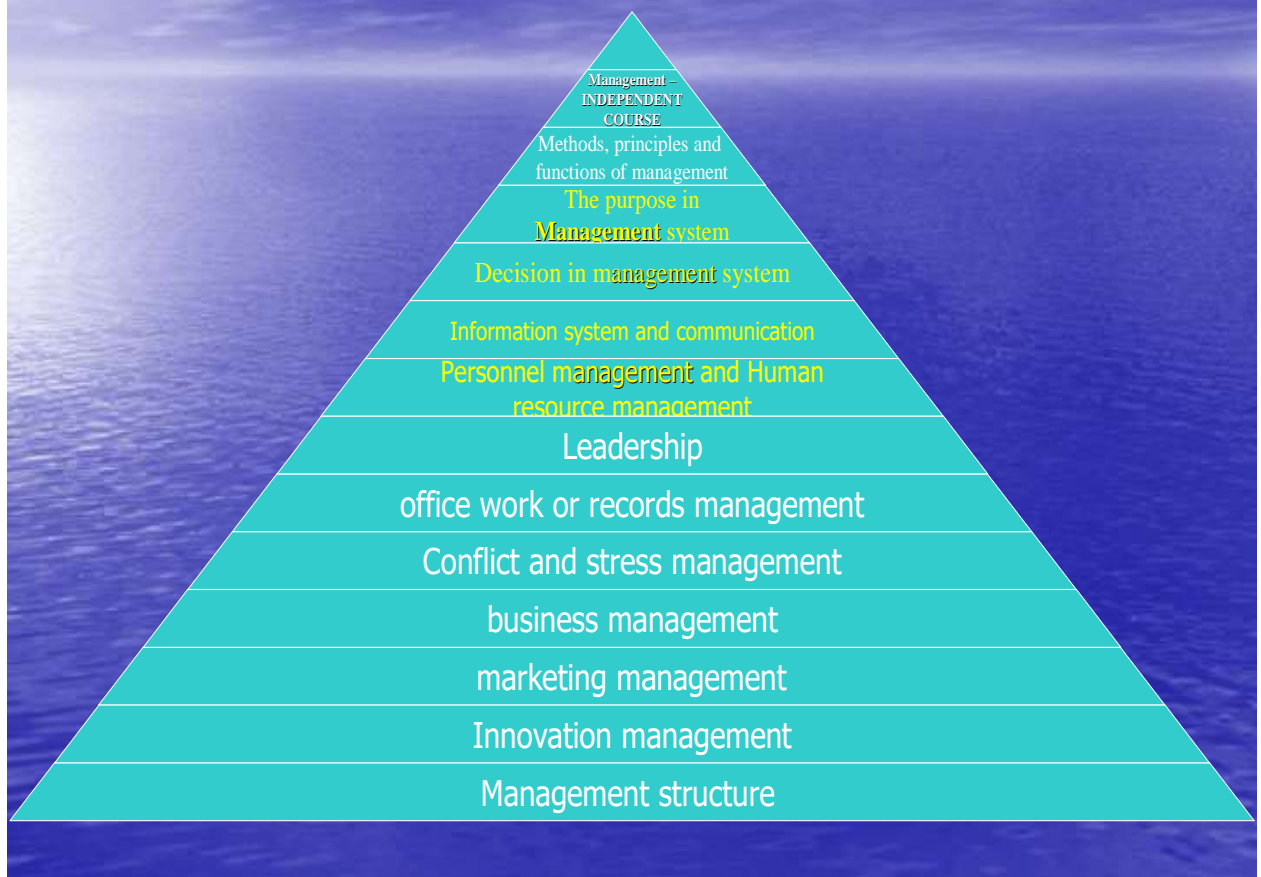 Management –
INDEPENDENT
COURSE
Methods, principles and
functions of management
The purpose in
Management system
Decision in management system
Information system and communication
Personnel management and Human
resource management
Leadership
office work or records management
Conflict and stress management
business management
marketing management
Innovation management
Management structure